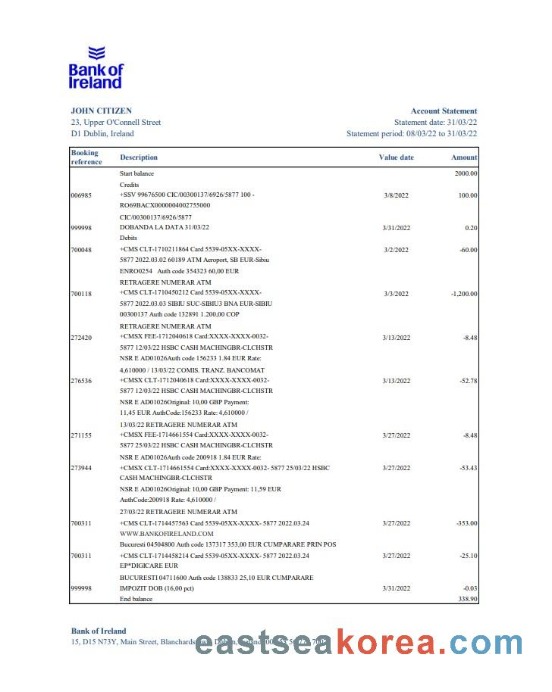 Bank of
Ireland
JOHN CITIZEN
23, Upper O'Connell Street
D1 Dublin, Ireland
Account Statement
Statement date: 31/03/22
Statement period: 08/03/22 to 31/03/22
Booking reference Description Value date Amount
Start balance 2000.00
Credits
006985 +SSV 99676500 CIC/00300137/6926/5877 100 - 3/8/2022 100.00
RO69BACX0000004002755000
CIC/00300137/6926/5877
999998 DOBANDA LA DATA 31/03/22 3/31/2022 0.20
Debits
700048 +CMS CLT-1710211864 Card 5539-05XX-XXXX- 3/2/2022 -60.00
5877 2022.03.02 60189 ATM Aeroport, SB EUR-Sibiu
ENRO0254 Auth code 354323 60,00 EUR
RETRAGERE NUMERAR ATM
700118 +CMS CLT-1710450212 Card 5539-05XX-XXXX- 3/3/2022 -1,200.00
5877 2022.03.03 SIBIU SUC-SIBIU3 BNA EUR-SIBIU
00300137 Auth code 132891 1.200,00 COP
RETRAGERE NUMERAR ATM
272420 +CMSX FEE-1712040618 Card:XXXX-XXXX-0032- 3/13/2022 -8.48
5877 12/03/22 HSBC CASH MACHINGBR-CLCHSTR
NSR E AD01026Auth code 156233 1.84 EUR Rate:
4,610000 / 13/03/22 COMIS. TRANZ. BANCOMAT
276536 +CMSX CLT-1712040618 Card:XXXX-XXXX-0032- 3/13/2022 -52.78
5877 12/03/22 HSBC CASH MACHINGBR-CLCHSTR
NSR E AD01026Original: 10,00 GBP Payment:
11,45 EUR AuthCode:156233 Rate: 4,610000 /
13/03/22 RETRAGERE NUMERAR ATM
271155 +CMSX FEE-1714661554 Card:XXXX-XXXX-0032- 3/27/2022 -8.48
5877 25/03/22 HSBC CASH MACHINGBR-CLCHSTR
NSR E AD01026Auth code 200918 1.84 EUR Rate:
273944 +CMSX CLT-1714661554 Card:XXXX-XXXX-0032- 5877 25/03/22 HSBC 3/27/2022 -53.43
CASH MACHINGBR-CLCHSTR
NSR E AD01026Original: 10,00 GBP Payment: 11,59 EUR
AuthCode:200918 Rate: 4,610000 /
27/03/22 RETRAGERE NUMERAR ATM
700311 +CMS CLT-1714457563 Card 5539-05XX-XXXX- 5877 2022.03.24 3/27/2022 -353.00
WWW.BANKOFIRELAND.COM
Bucuresti 04504800 Auth code 137317 353,00 EUR CUMPARARE PRIN POS
700311 +CMS CLT-1714458214 Card 5539-05XX-XXXX- 5877 2022.03.24 3/27/2022 -25.10
EP*DIGICARE EUR
BUCURESTI 04711600 Auth code 138833 25,10 EUR CUMPARARE
999998 IMPOZIT DOB (16,00 pct) 3/31/2022 -0.03
End balance 338.90
Bank of Ireland
15, D15 N73Y, Main Street, Blanchards
eastseakorea.com